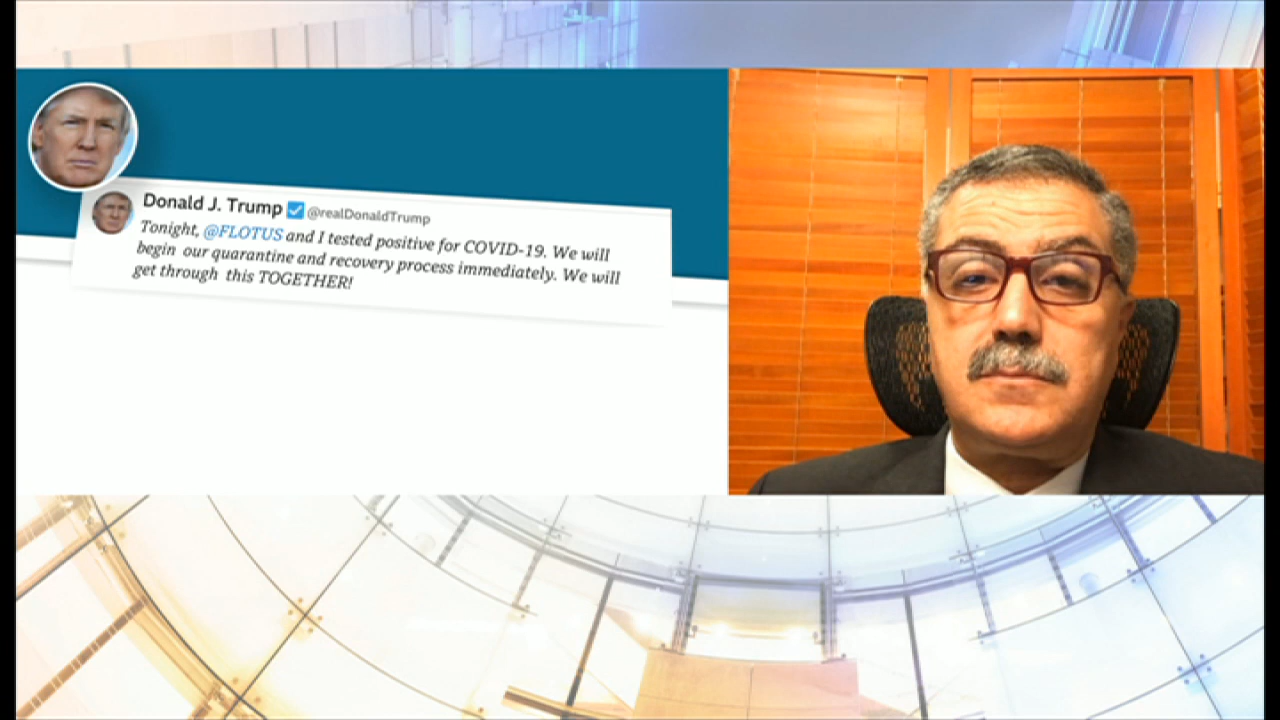 Donald J. Trump @realDonaldTrump
Tonight, @FLOTUS and I tested positive for COVID-19. We will
begin our quarantine and recovery process immediately. We will
get through this TOGETHER!